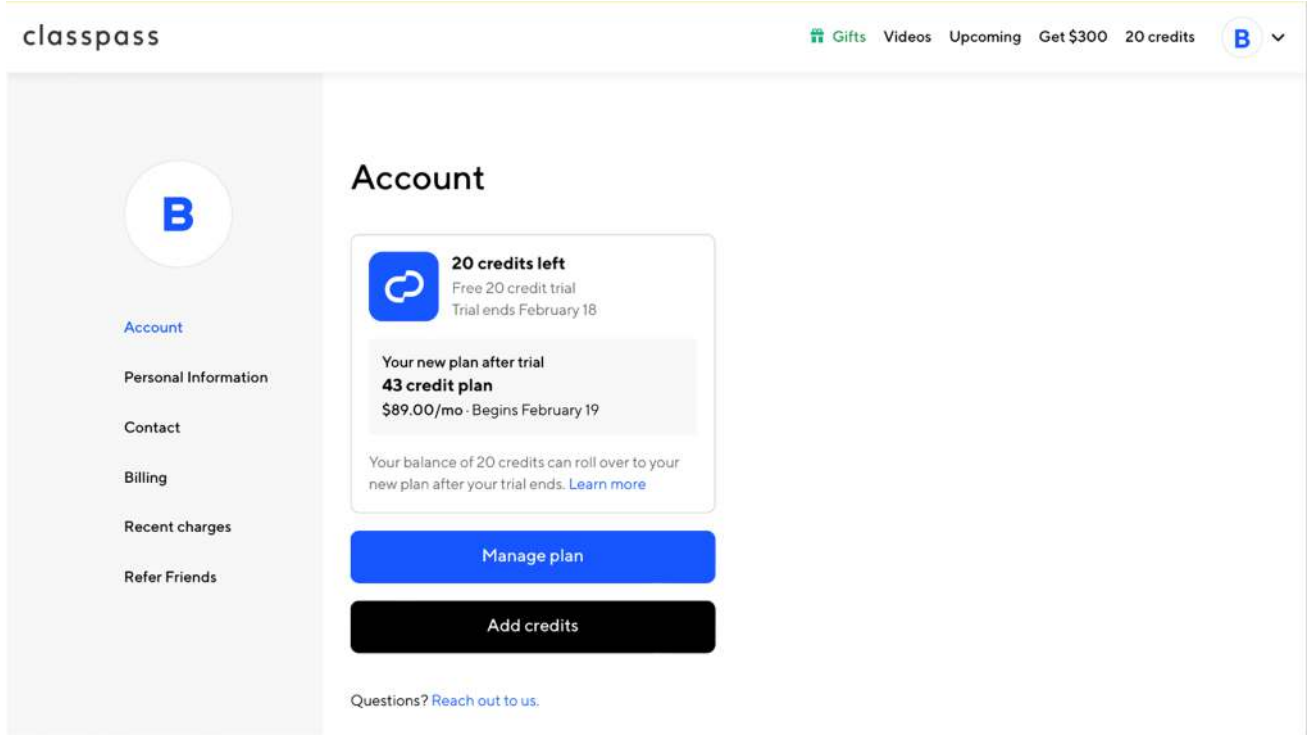 classpass
Gifts Videos Upcoming Get $300 20 credits B
B
Account
Personal Information
Contact
Billing
Recent charges
Refer Friends
Account
20 credits left
Free 20 credit trial
Trial ends February 18
Your new plan after trial
43 credit plan
$89.00/mo · Begins February 19
Your balance of 20 credits can roll over to your
new plan after your trial ends. Learn more
Manage plan
Add credits
Questions? Reach out to us.